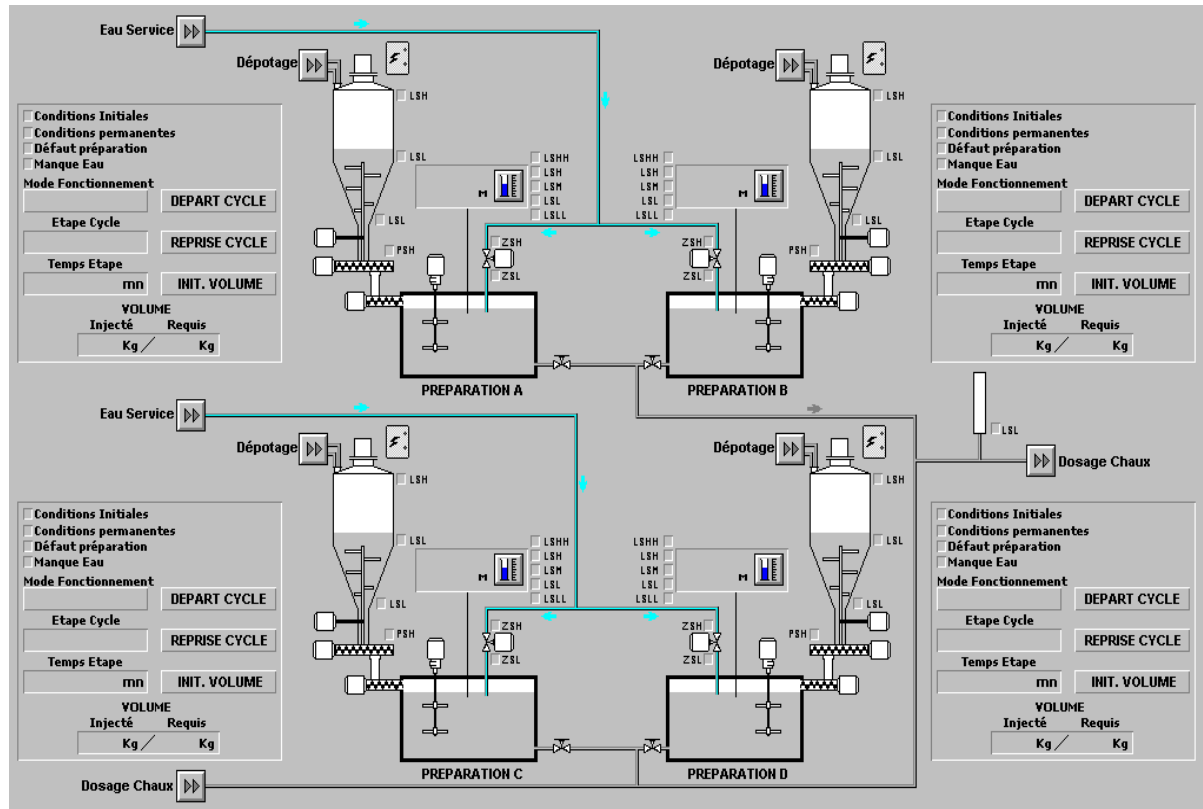 Eau Service
Dépotage
Dépotage
LSH
LSH
Conditions Initiales
Conditions permanentes
Défaut préparation
Manque Eau
Mode Fonctionnement
DEPART CYCLE
Etape Cycle
REPRISE CYCLE
Temps Etape
mn
INIT. VOLUME
VOLUME
Injecté Requis
Kg / Kg
LSL
LSL
PSH
M
LSHH
LSH
LSM
LSL
LSLL
ZSH
ZSL
LSHH
LSH
LSM
LSL
LSLL
M
ZSH
ZSL
LSL
LSL
PSH
Conditions Initiales
Conditions permanentes
Défaut préparation
Manque Eau
Mode Fonctionnement
DEPART CYCLE
Etape Cycle
REPRISE CYCLE
Temps Etape
mn
INIT. VOLUME
VOLUME
Injecté Requis
Kg / Kg
PREPARATION A
PREPARATION B
LSL
Dosage Chaux
Eau Service
Dépotage
Dépotage
LSH
LSH
Conditions Initiales
Conditions permanentes
Défaut préparation
Manque Eau
Mode Fonctionnement
DEPART CYCLE
Etape Cycle
REPRISE CYCLE
Temps Etape
mn
INIT. VOLUME
VOLUME
Injecté Requis
Kg / Kg
LSL
LSL
PSH
M
LSHH
LSH
LSM
LSL
LSLL
ZSH
ZSL
LSHH
LSH
LSM
LSL
LSLL
M
ZSH
ZSL
LSL
LSL
PSH
Conditions Initiales
Conditions permanentes
Défaut préparation
Manque Eau
Mode Fonctionnement
DEPART CYCLE
Etape Cycle
REPRISE CYCLE
Temps Etape
mn
INIT. VOLUME
VOLUME
Injecté Requis
Kg / Kg
PREPARATION C
PREPARATION D
Dosage Chaux